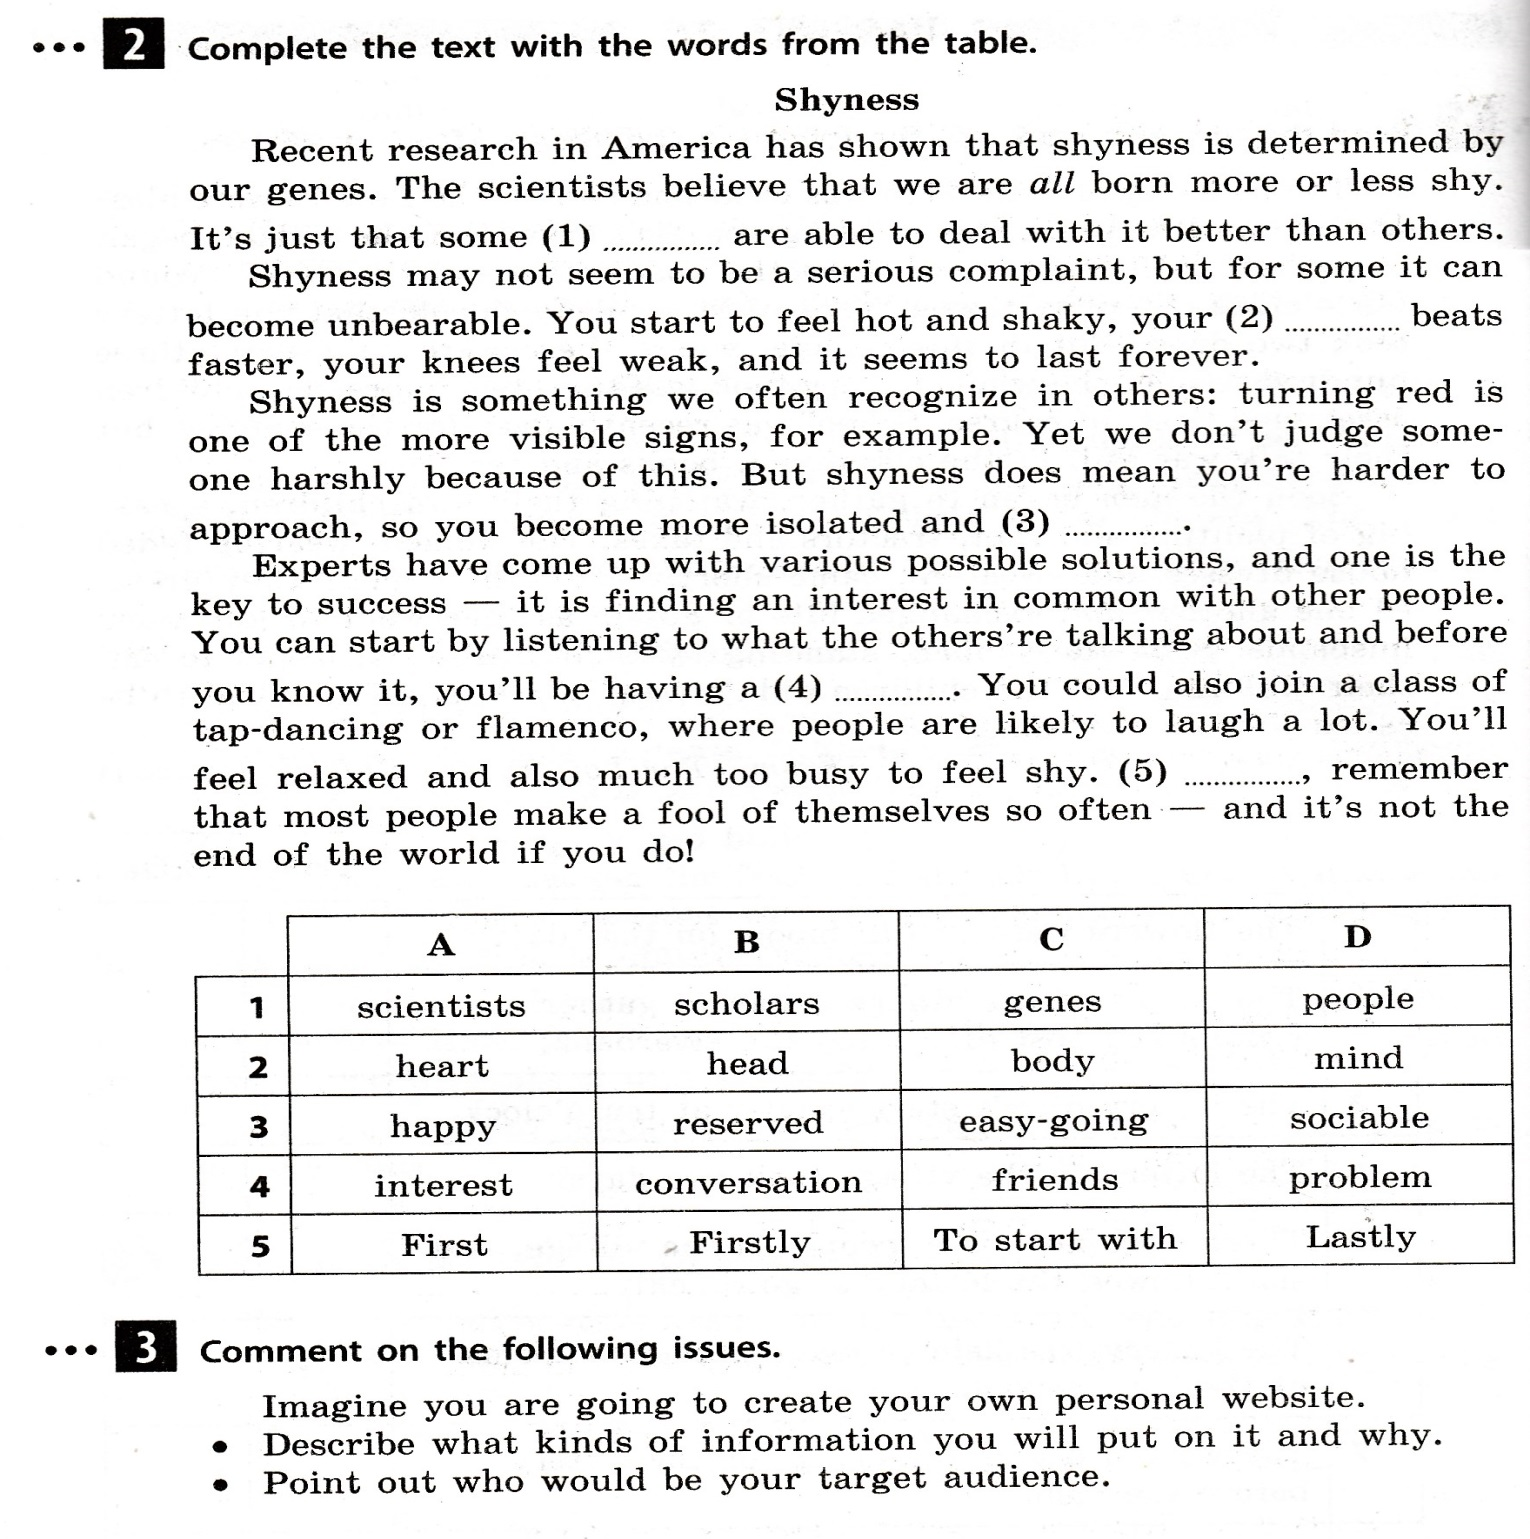 ••• 2 Complete the text with the words from the table.
Shyness
Recent research in America has shown that shyness is determined by
our genes. The scientists believe that we are all born more or less shy.
It's just that some (1) ................ are able to deal with it better than others.
Shyness may not seem to be a serious complaint, but for some it can
become unbearable. You start to feel hot and shaky, your (2) ................ beats
faster, your knees feel weak, and it seems to last forever.
Shyness is something we often recognize in others: turning red is
one of the more visible signs, for example. Yet we don't judge some-
one harshly because of this. But shyness does mean you're harder to
approach, so you become more isolated and (3) .................
Experts have come up with various possible solutions, and one is the
key to success — it is finding an interest in common with other people.
You can start by listening to what the others're talking about and before
you know it, you'll be having a (4) ................. You could also join a class of
tap-dancing or flamenco, where people are likely to laugh a lot. You'll
feel relaxed and also much too busy to feel shy. (5) ................, remember
that most people make a fool of themselves so often — and it's not the
end of the world if you do!
A B C D
1 scientists scholars genes people
2 heart head body mind
3 happy reserved easy-going sociable
4 interest conversation friends problem
5 First Firstly To start with Lastly
••• 3 Comment on the following issues.
Imagine you are going to create your own personal website.
• Describe what kinds of information you will put on it and why.
• Point out who would be your target audience.